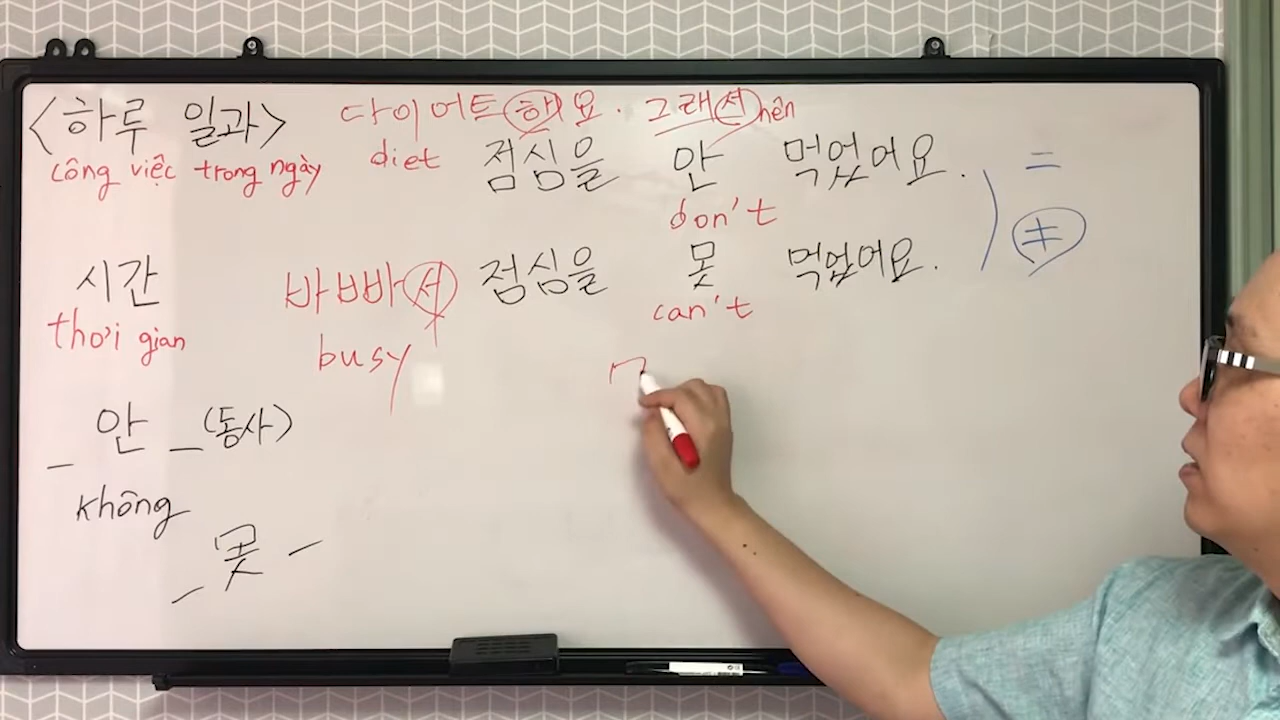 <하루 일과> 다이어트해요. 그래서 nên
công việc trong ngày diet 점심을 안 먹었어요. =
don't
≠
시간 바빠서 점심을 못 먹었어요.
thời gian busy can't
_ 안 _ (동사)
không
_ 못 _